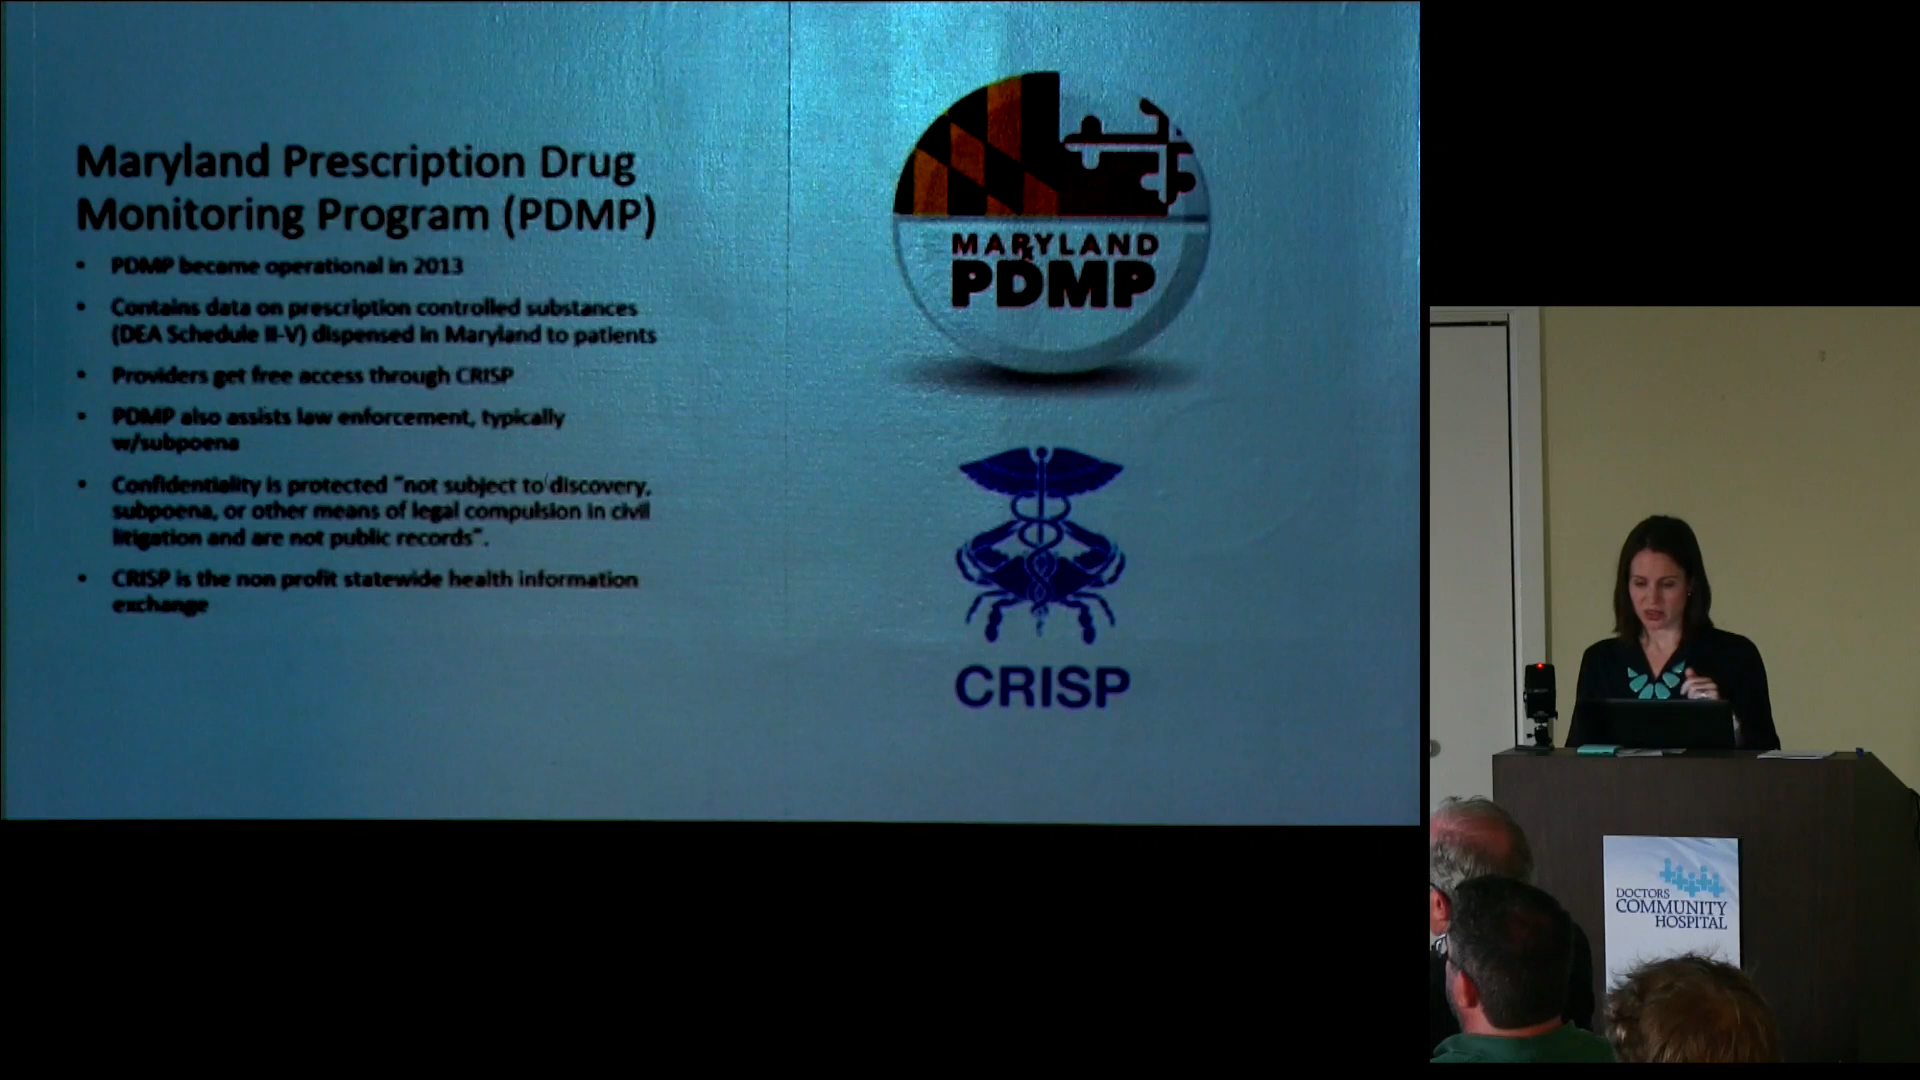 Maryland Prescription Drug
Monitoring Program (PDMP)
• PDMP became operational in 2013
• Contains data on prescription controlled substances
(DEA Schedule II-V) dispensed in Maryland to patients
• Providers get free access through CRISP
• PDMP also assists law enforcement, typically
w/subpoena
• Confidentiality is protected "not subject to discovery,
subpoena, or other means of legal compulsion in civil
litigation and are not public records".
• CRISP is the non profit statewide health information
exchange
MARYLAND
PDMP
CRISP
DOCTORS
COMMUNITY
HOSPITAL